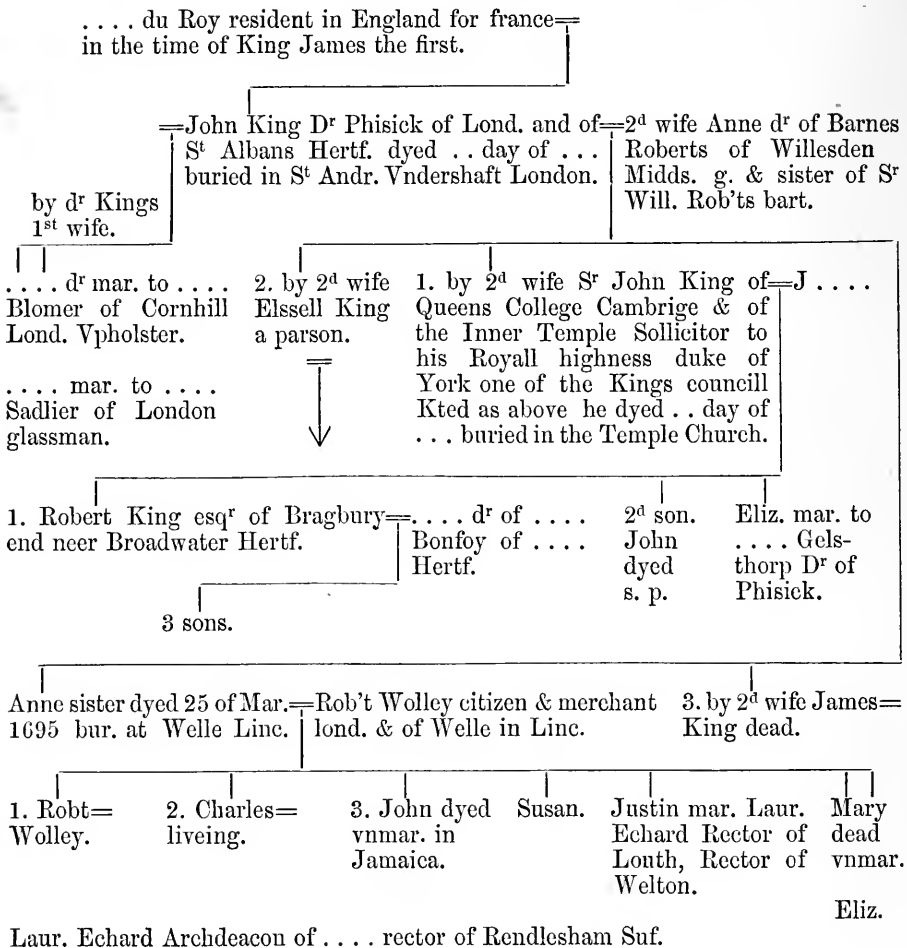 . . . . du Roy resident in England for france=
in the time of King James the first.
=John King Dʳ Phisick of Lond. and of=
Sᵗ Albans Hertf. dyed . . day of . . .
buried in Sᵗ Andr. Vndershaft London.
2ᵈ wife Anne dʳ of Barnes
Roberts of Willesden
Midds. g. & sister of Sʳ
Will. Rob'ts bart.
by dʳ Kings
1ˢᵗ wife.
. . . . dʳ mar. to . . . .
Blomer of Cornhill
Lond. Vpholster.
. . . . mar. to . . . .
Sadlier of London
glassman.
2. by 2ᵈ wife
Elssell King
a parson.
=
1. by 2ᵈ wife Sʳ John King of=J . . . .
Queens College Cambrige & of
the Inner Temple Sollicitor to
his Royall highness duke of
York one of the Kings councill
Kted as above he dyed . . day of
. . . buried in the Temple Church.
1. Robert King esqʳ of Bragbury=
end neer Broadwater Hertf.
. . . . dʳ of . . . .
Bonfoy of . . . .
Hertf.
2ᵈ son.
John
dyed
s. p.
Eliz. mar. to
. . . . Gels-
thorp Dʳ of
Phisick.
3 sons.
Anne sister dyed 25 of Mar.=
1695 bur. at Welle Linc.
Rob't Wolley citizen & merchant
lond. & of Welle in Linc.
3. by 2ᵈ wife James=
King dead.
1. Robt=
Wolley.
2. Charles=
liveing.
3. John dyed
vnmar. in
Jamaica.
Susan.
Justin mar. Laur.
Echard Rector of
Louth, Rector of
Welton.
Mary
dead
vnmar.
Eliz.
Laur. Echard Archdeacon of . . . . rector of Rendlesham Suf.